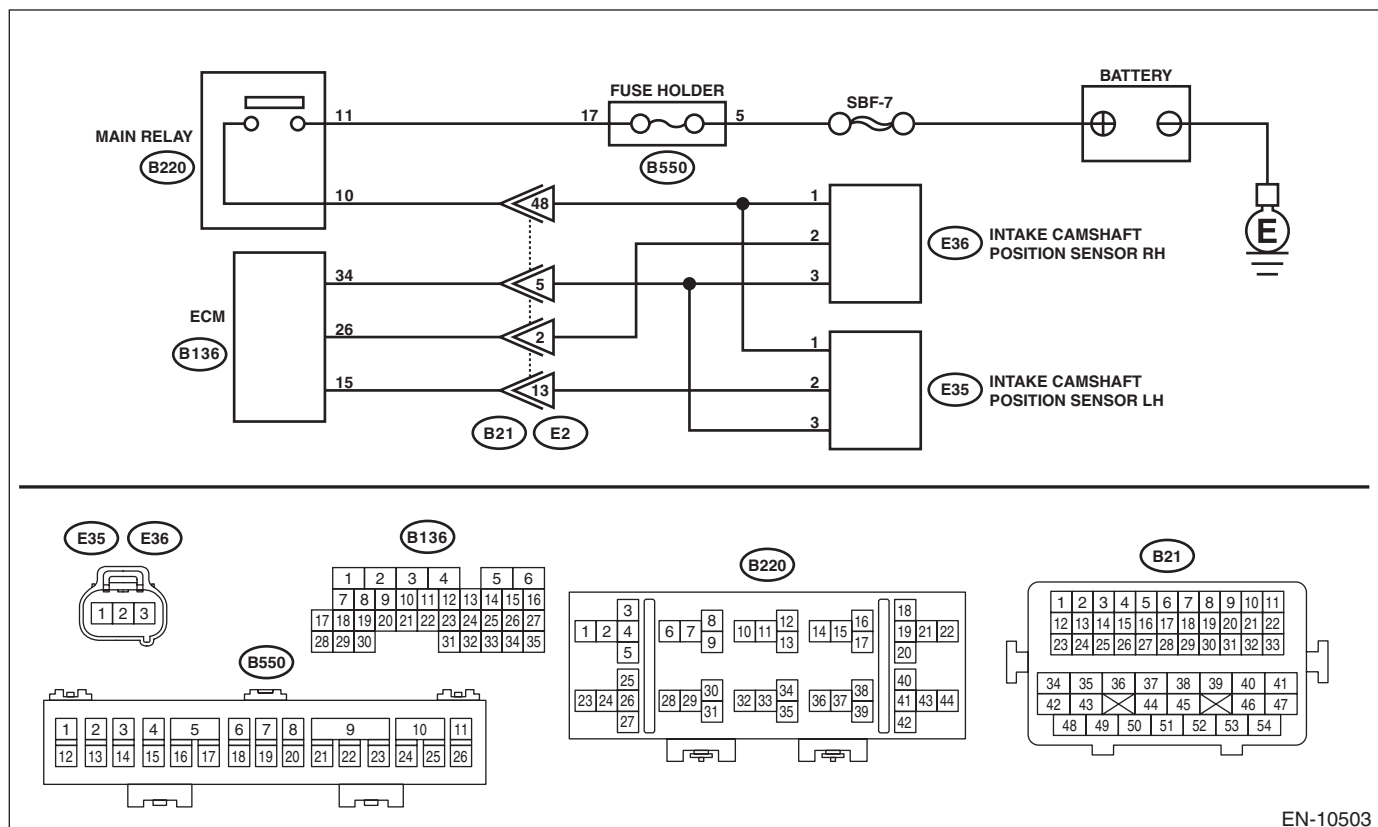 BATTERY
FUSE HOLDER
SBF-7
11
17
5
MAIN RELAY
B220
B550
10
48
1
2
E36
INTAKE CAMSHAFT
POSITION SENSOR RH
E
34
5
3
ECM
26
2
B136
1
15
13
2
E35
INTAKE CAMSHAFT
POSITION SENSOR LH
3
B21
E2
E35
E36
1 2 3
B136
1 2 3 4 5 6
7 8 9 10 11 12 13 14 15 16
17 18 19 20 21 22 23 24 25 26 27
28 29 30 31 32 33 34 35
B550
1 2 3 4 5 6 7 8 9 10 11
12 13 14 15 16 17 18 19 20 21 22 23 24 25 26
B220
3 8 12 16 18
1 2 4 6 7 10 11 14 15 19 21 22
5 9 13 17 20
25 30 34 38 40
23 24 26 28 29 32 33 36 37 41 43 44
27 31 35 39 42
B21
1 2 3 4 5 6 7 8 9 10 11
12 13 14 15 16 17 18 19 20 21 22
23 24 25 26 27 28 29 30 31 32 33
34 35 36 37 38 39 40 41
42 43 44 45 46 47
48 49 50 51 52 53 54
EN-10503